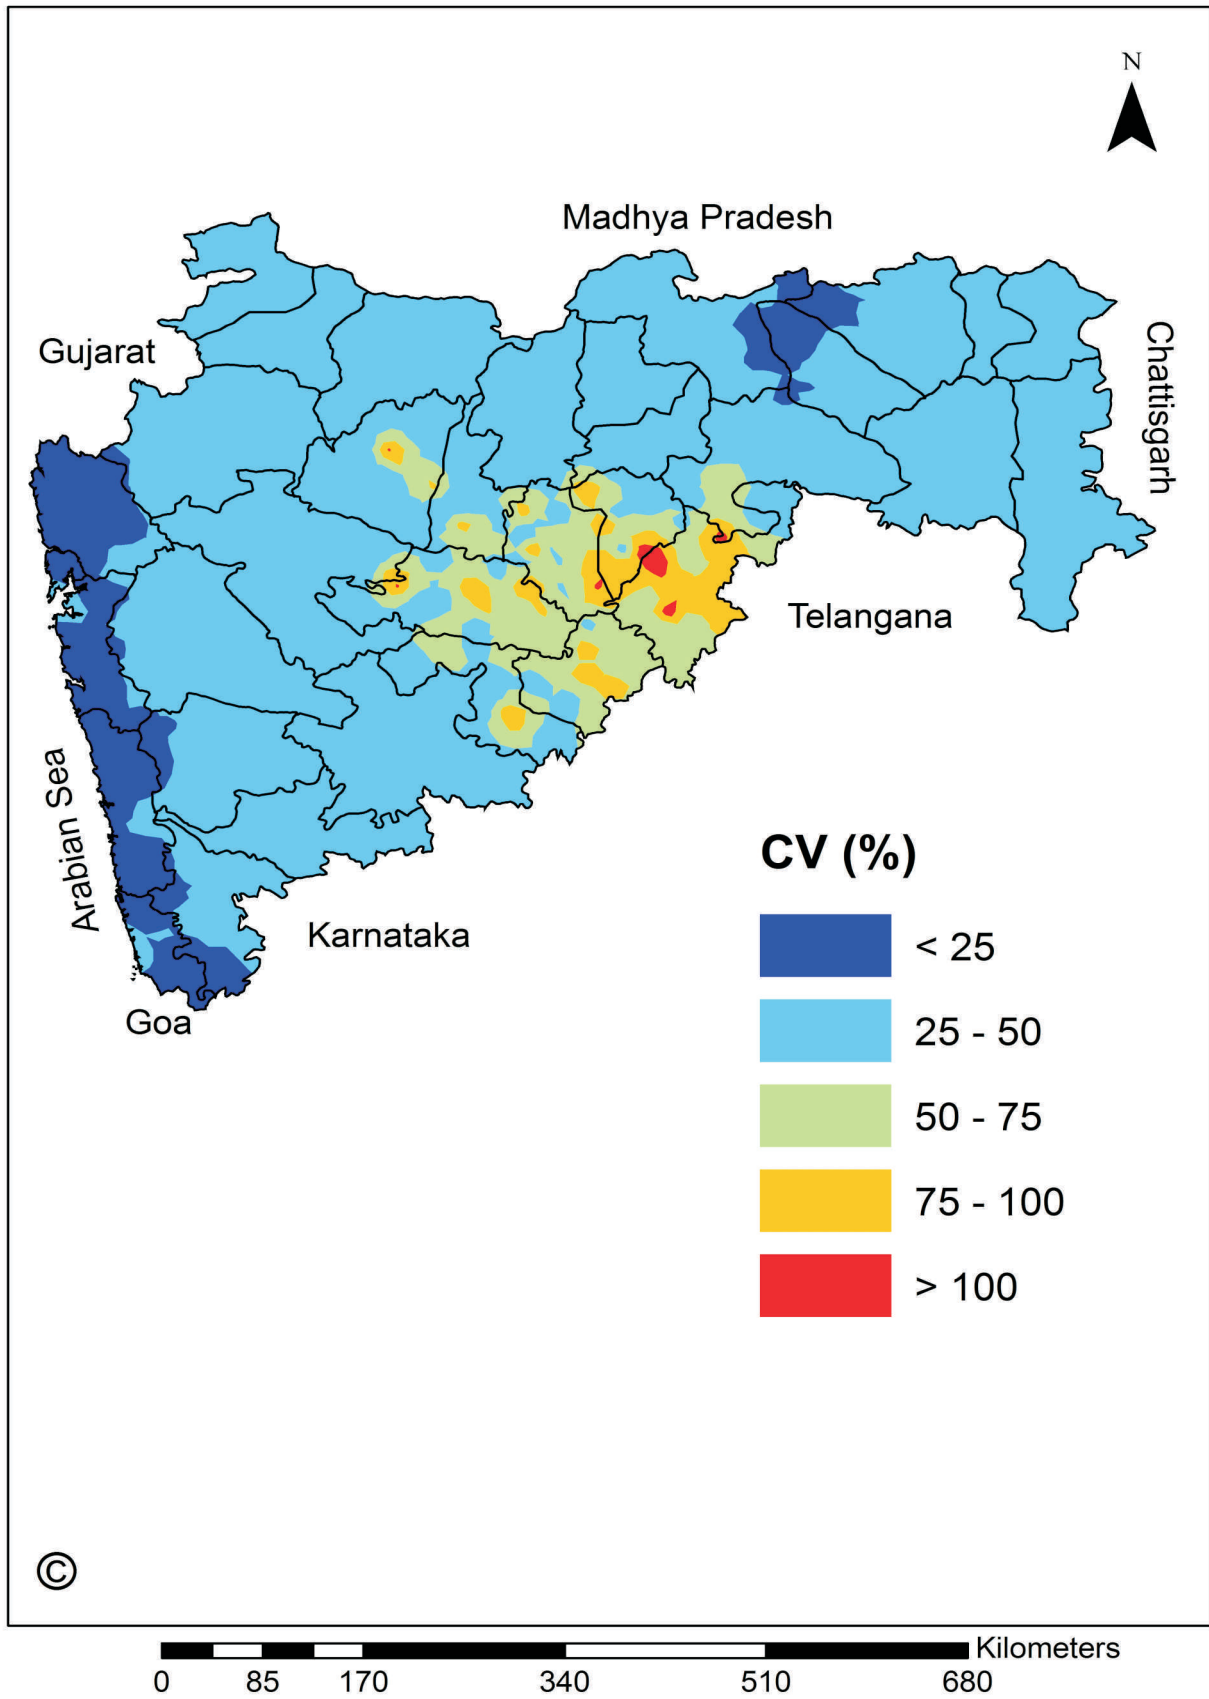 N
Madhya Pradesh
Gujarat
Chattisgarh
Telangana
Arabian Sea
Karnataka
Goa
CV (%)
< 25
25 - 50
50 - 75
75 - 100
> 100
©
Kilometers
0 85 170 340 510 680